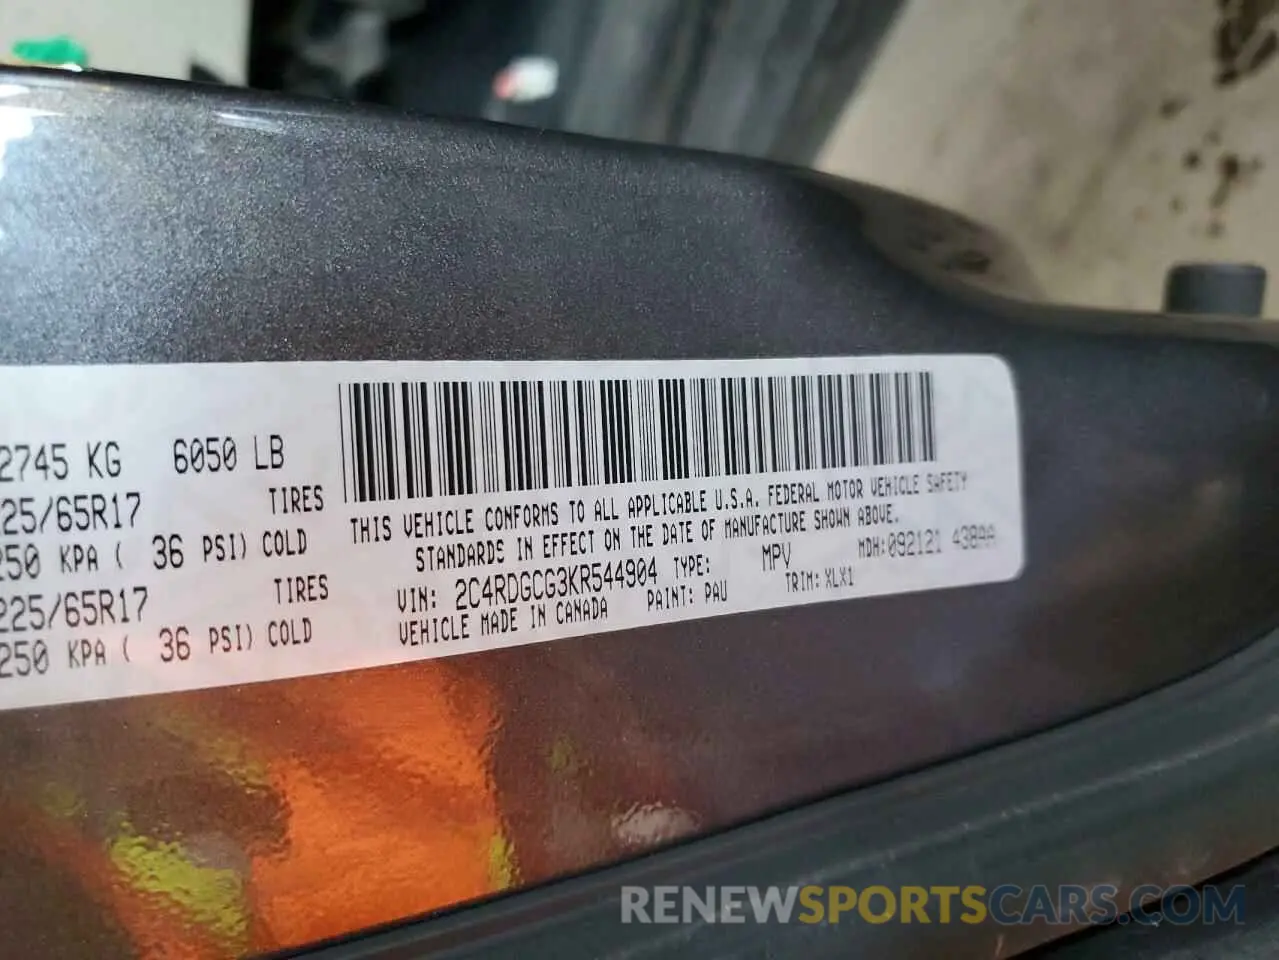 2745 KG 6050 LB
25/65R17 TIRES
250 KPA ( 36 PSI) COLD
225/65R17 TIRES
250 KPA ( 36 PSI) COLD
THIS VEHICLE CONFORMS TO ALL APPLICABLE U.S.A. FEDERAL MOTOR VEHICLE SAFETY
STANDARDS IN EFFECT ON THE DATE OF MANUFACTURE SHOWN ABOVE.
VIN: 2C4RDGCG3KR544904 TYPE: MPV MDH:092121 438AA
VEHICLE MADE IN CANADA PAINT: PAU TRIM: XLX1
RENEWSPORTSCARS.COM